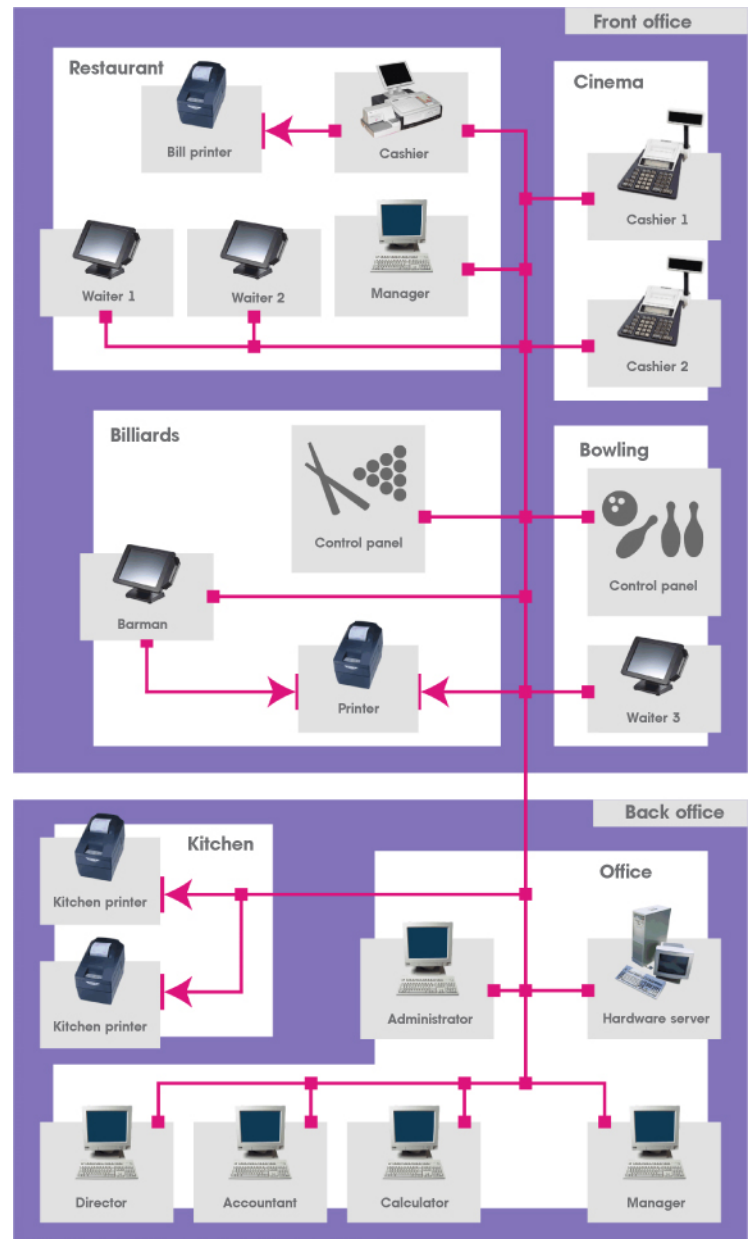 Front office
Restaurant
Cinema
Bill printer
Cashier
Cashier 1
Waiter 1
Waiter 2
Manager
Cashier 2
Billiards
Bowling
Control panel
Control panel
Barman
Printer
Waiter 3
Back office
Kitchen
Office
Kitchen printer
Kitchen printer
Administrator
Hardware server
Director
Accountant
Calculator
Manager